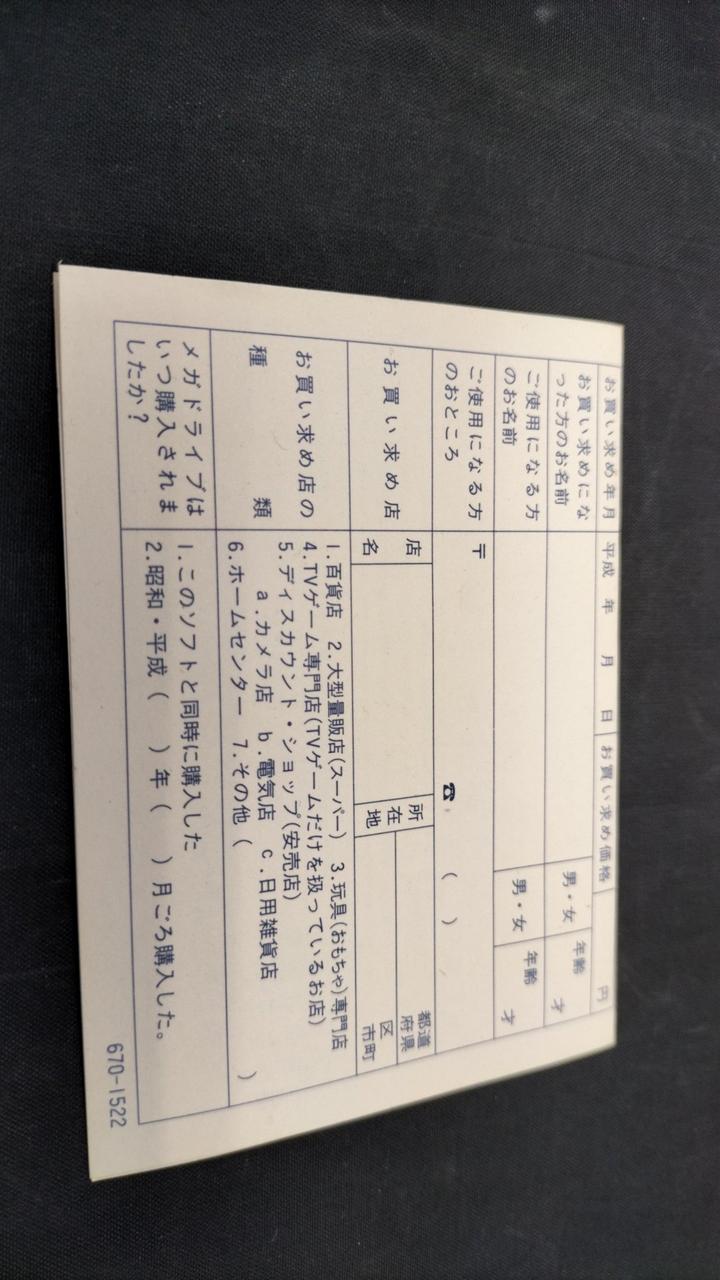 お買い求め年月 平成 年 月 日 お買い求め価格 円
お買い求めにな
った方のお名前 男・女 年齢 才
ご使用になる方
のお名前 男・女 年齢 才
ご使用になる方
のおところ 〒 ☎ ( )
お買い求め店 店名 所在地 都道府県 区市町
お買い求め店の
種類
1.百貨店 2.大型量販店(スーパー) 3.玩具(おもちゃ)専門店
4.TVゲーム専門店(TVゲームだけを扱っているお店)
5.ディスカウント・ショップ(安売店)
a.カメラ店 b.電気店 c.日用雑貨店
6.ホームセンター 7.その他( )
メガドライブは
いつ購入されま
したか?
1.このソフトと同時に購入した
2.昭和・平成( )年( )月ごろ購入した。
670-1522